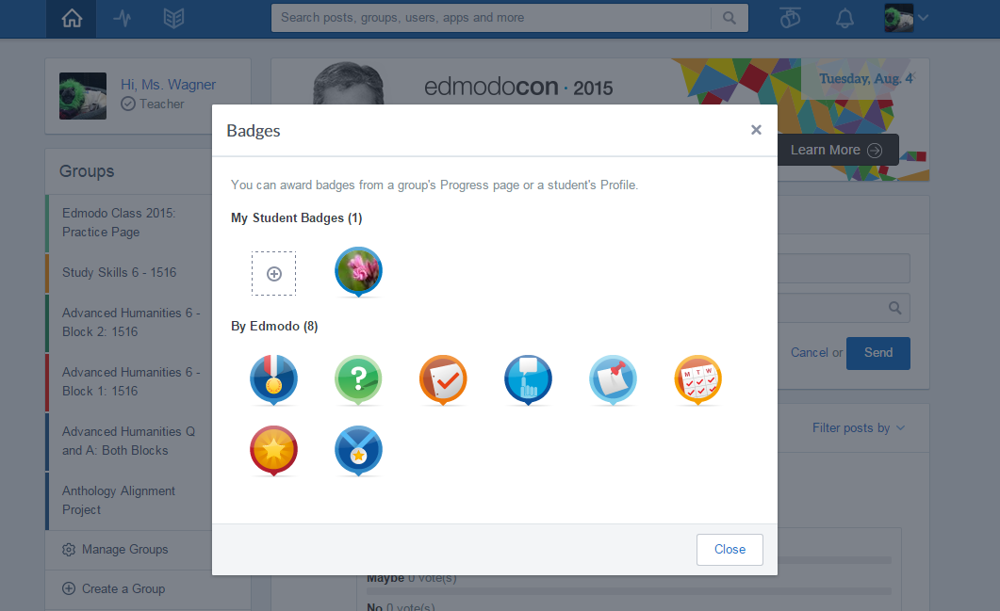 Search posts, groups, users, apps and more
Hi, Ms. Wagner
Teacher
edmodocon · 2015
Tuesday, Aug. 4
Learn More
Groups
Edmodo Class 2015:
Practice Page
Study Skills 6 - 1516
Advanced Humanities 6 -
Block 2: 1516
Advanced Humanities 6 -
Block 1: 1516
Advanced Humanities Q
and A: Both Blocks
Anthology Alignment
Project
Manage Groups
Create a Group
Badges
You can award badges from a group's Progress page or a student's Profile.
My Student Badges (1)
By Edmodo (8)
?
M T W
Close
Cancel or
Send
Filter posts by
Maybe 0 vote(s)
No 0 vote(s)